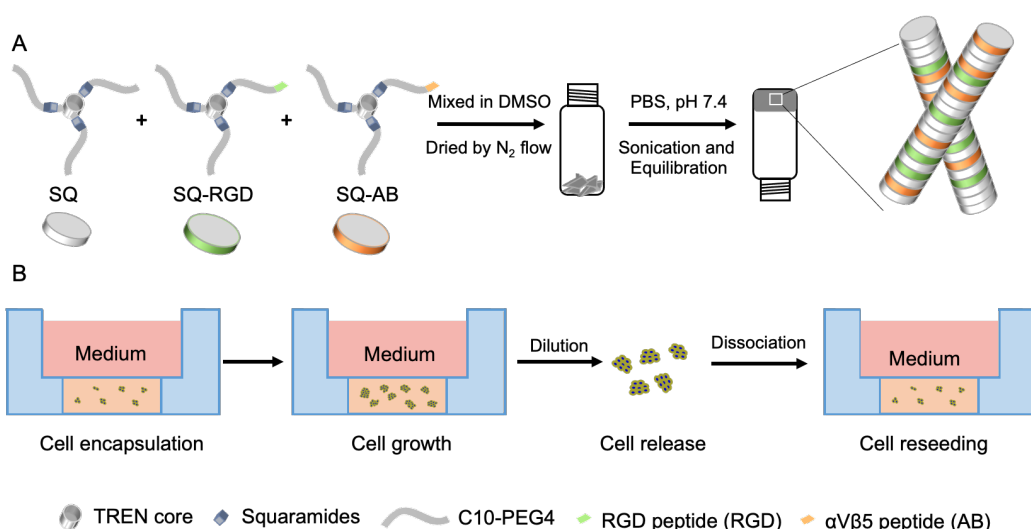 A
+
+
Mixed in DMSO
Dried by N₂ flow
PBS, pH 7.4
Sonication and
Equilibration
SQ
SQ-RGD
SQ-AB
B
Medium
Medium
Dilution
Dissociation
Medium
Cell encapsulation
Cell growth
Cell release
Cell reseeding
TREN core
Squaramides
C10-PEG4
RGD peptide (RGD)
αVβ5 peptide (AB)